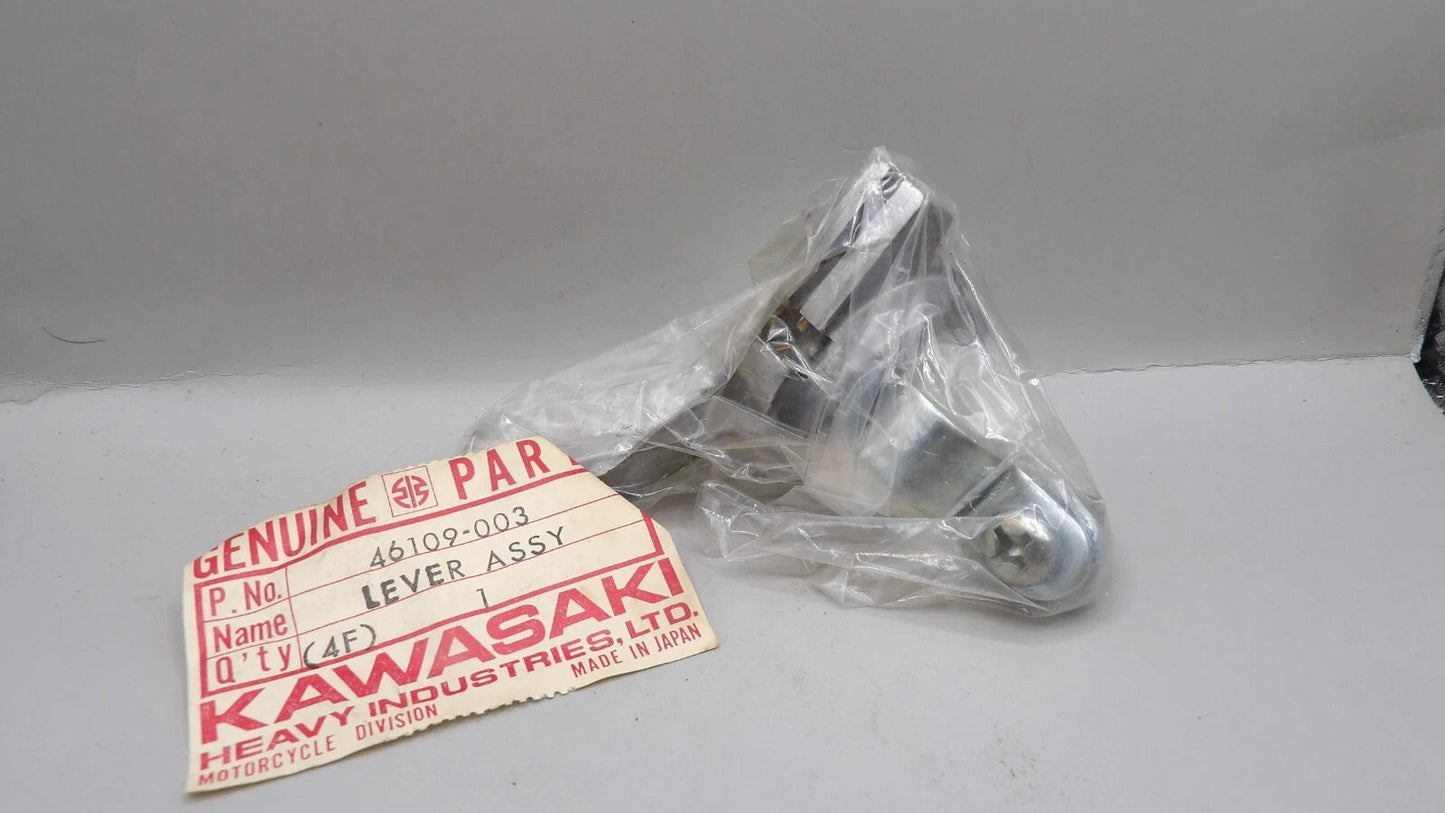 GENUINE PART
P. No. 46109-003
Name LEVER ASSY
Q'ty (4F) 1
KAWASAKI
HEAVY INDUSTRIES, LTD.
MOTORCYCLE DIVISION MADE IN JAPAN